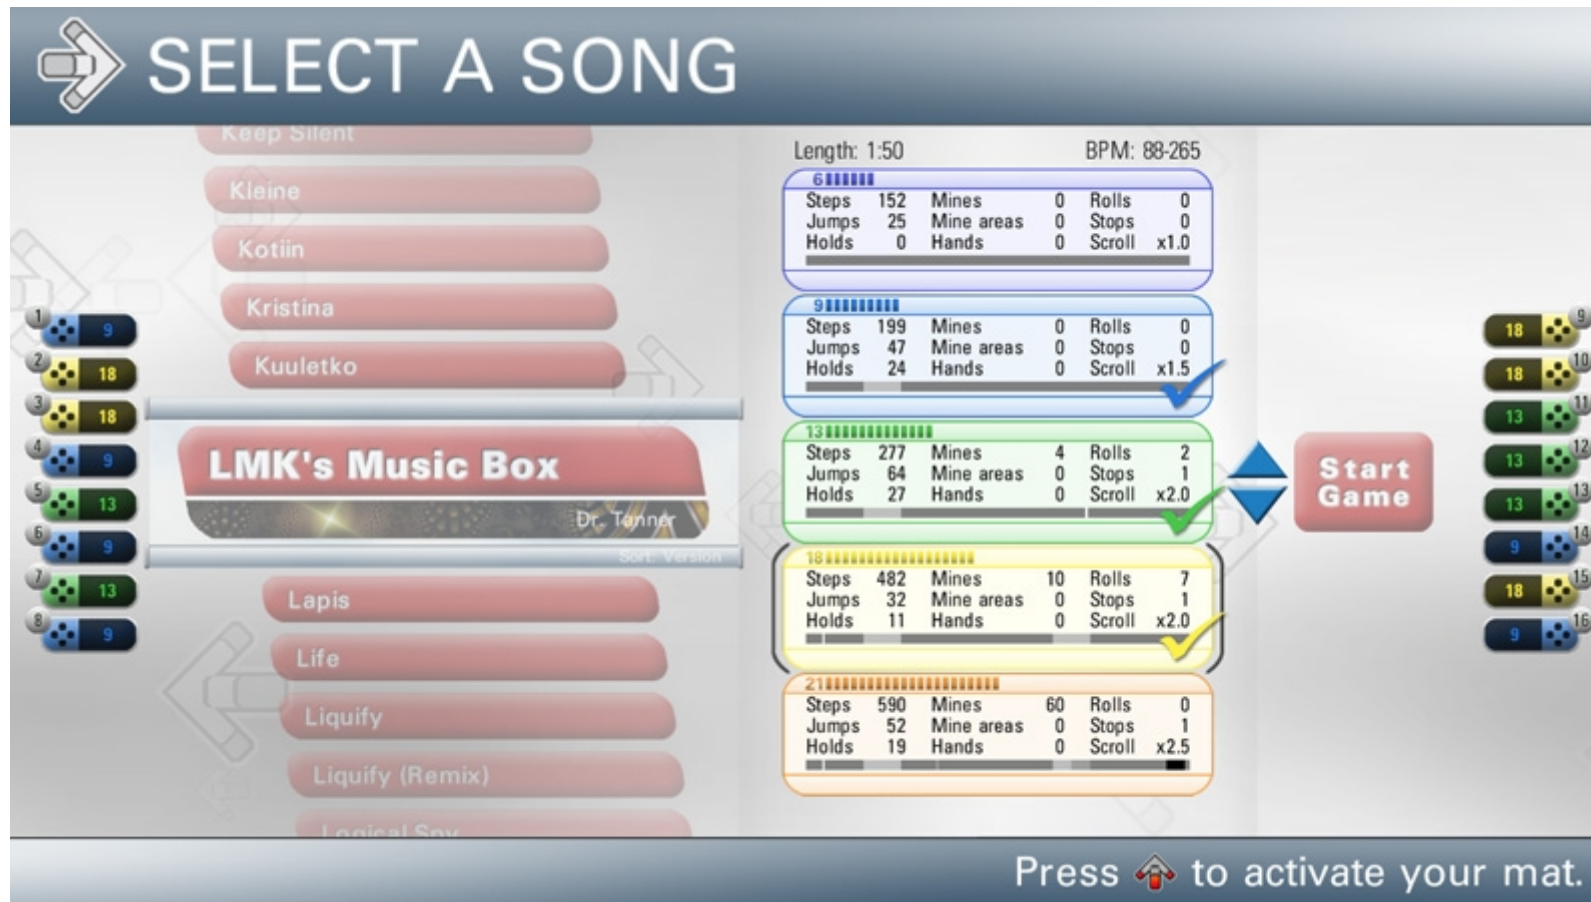 SELECT A SONG
Keep Silent
Kleine
Kotiin
Kristina
Kuuletko
LMK's Music Box
Dr. Tanner
Sort: Version
Lapis
Life
Liquify
Liquify (Remix)
Logical Spy
1 9
2 18
3 18
4 9
5 13
6 9
7 13
8 9
Length: 1:50 BPM: 88-265
6
Steps 152 Mines 0 Rolls 0
Jumps 25 Mine areas 0 Stops 0
Holds 0 Hands 0 Scroll x1.0
9
Steps 199 Mines 0 Rolls 0
Jumps 47 Mine areas 0 Stops 0
Holds 24 Hands 0 Scroll x1.5
13
Steps 277 Mines 4 Rolls 2
Jumps 64 Mine areas 0 Stops 1
Holds 27 Hands 0 Scroll x2.0
18
Steps 482 Mines 10 Rolls 7
Jumps 32 Mine areas 0 Stops 1
Holds 11 Hands 0 Scroll x2.0
21
Steps 590 Mines 60 Rolls 0
Jumps 52 Mine areas 0 Stops 1
Holds 19 Hands 0 Scroll x2.5
Start
Game
18 9
18 10
13 11
13 12
13 13
9 14
18 15
9 16
Press to activate your mat.